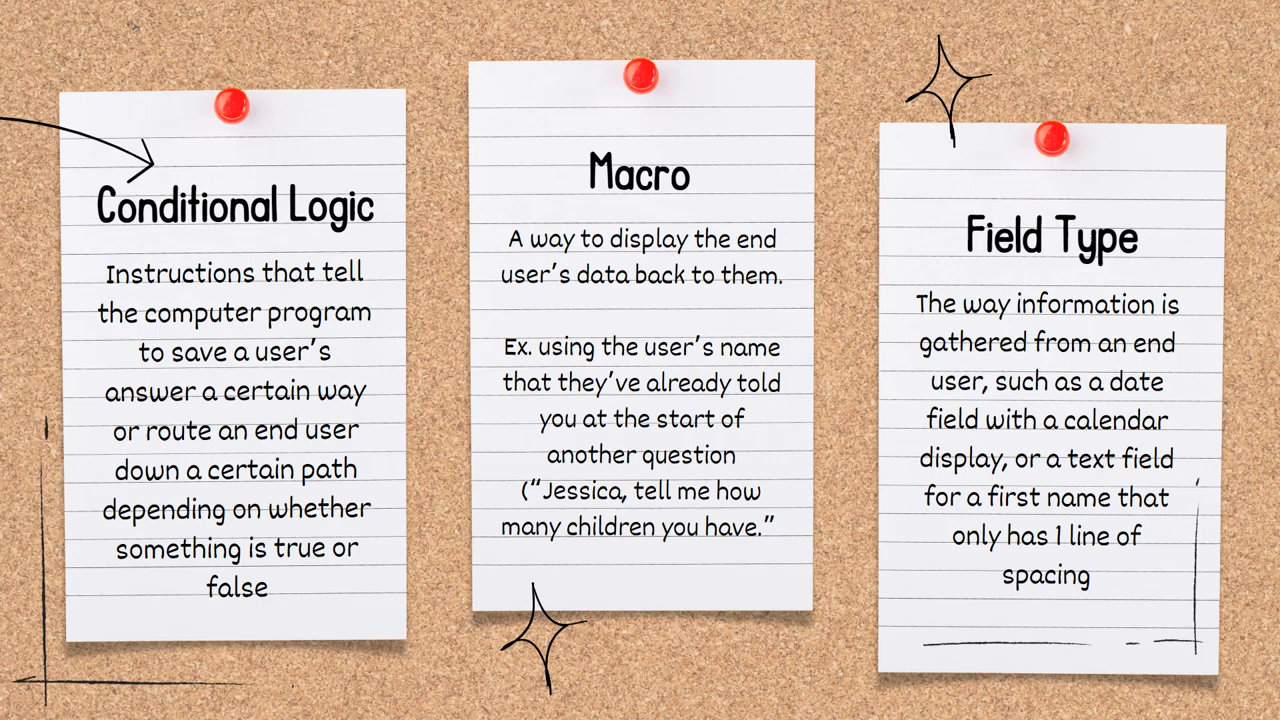 Conditional Logic
Instructions that tell
the computer program
to save a user's
answer a certain way
or route an end user
down a certain path
depending on whether
something is true or
false
Macro
A way to display the end
user's data back to them.
Ex. using the user's name
that they've already told
you at the start of
another question
("Jessica, tell me how
many children you have."
Field Type
The way information is
gathered from an end
user, such as a date
field with a calendar
display, or a text field
for a first name that
only has 1 line of
spacing